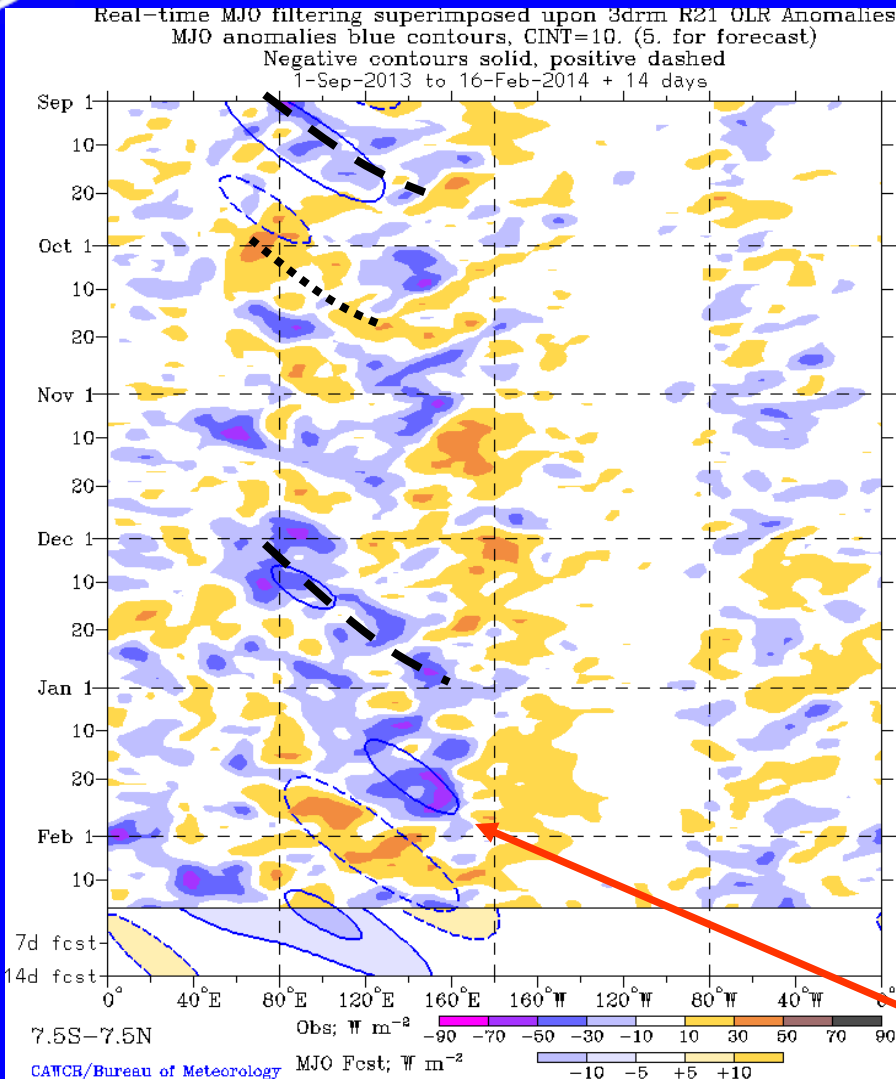 Real-time MJO filtering superimposed upon 3drm R21 OLR Anomalies
MJO anomalies blue contours, CINT=10. (5. for forecast)
Negative contours solid, positive dashed
1-Sep-2013 to 16-Feb-2014 + 14 days
Sep 1
10
20
Oct 1
10
20
Nov 1
10
20
Dec 1
10
20
Jan 1
10
20
Feb 1
10
7d fcst
14d fcst
0° 40°E 80°E 120°E 160°E 160°W 120°W 80°W 40°W 0°
7.5S-7.5N
Obs; W m-2 -90 -70 -50 -30 -10 10 30 50 70 90
CAWCR/Bureau of Meteorology
MJO Fcst; W m-2 -10 -5 +5 +10